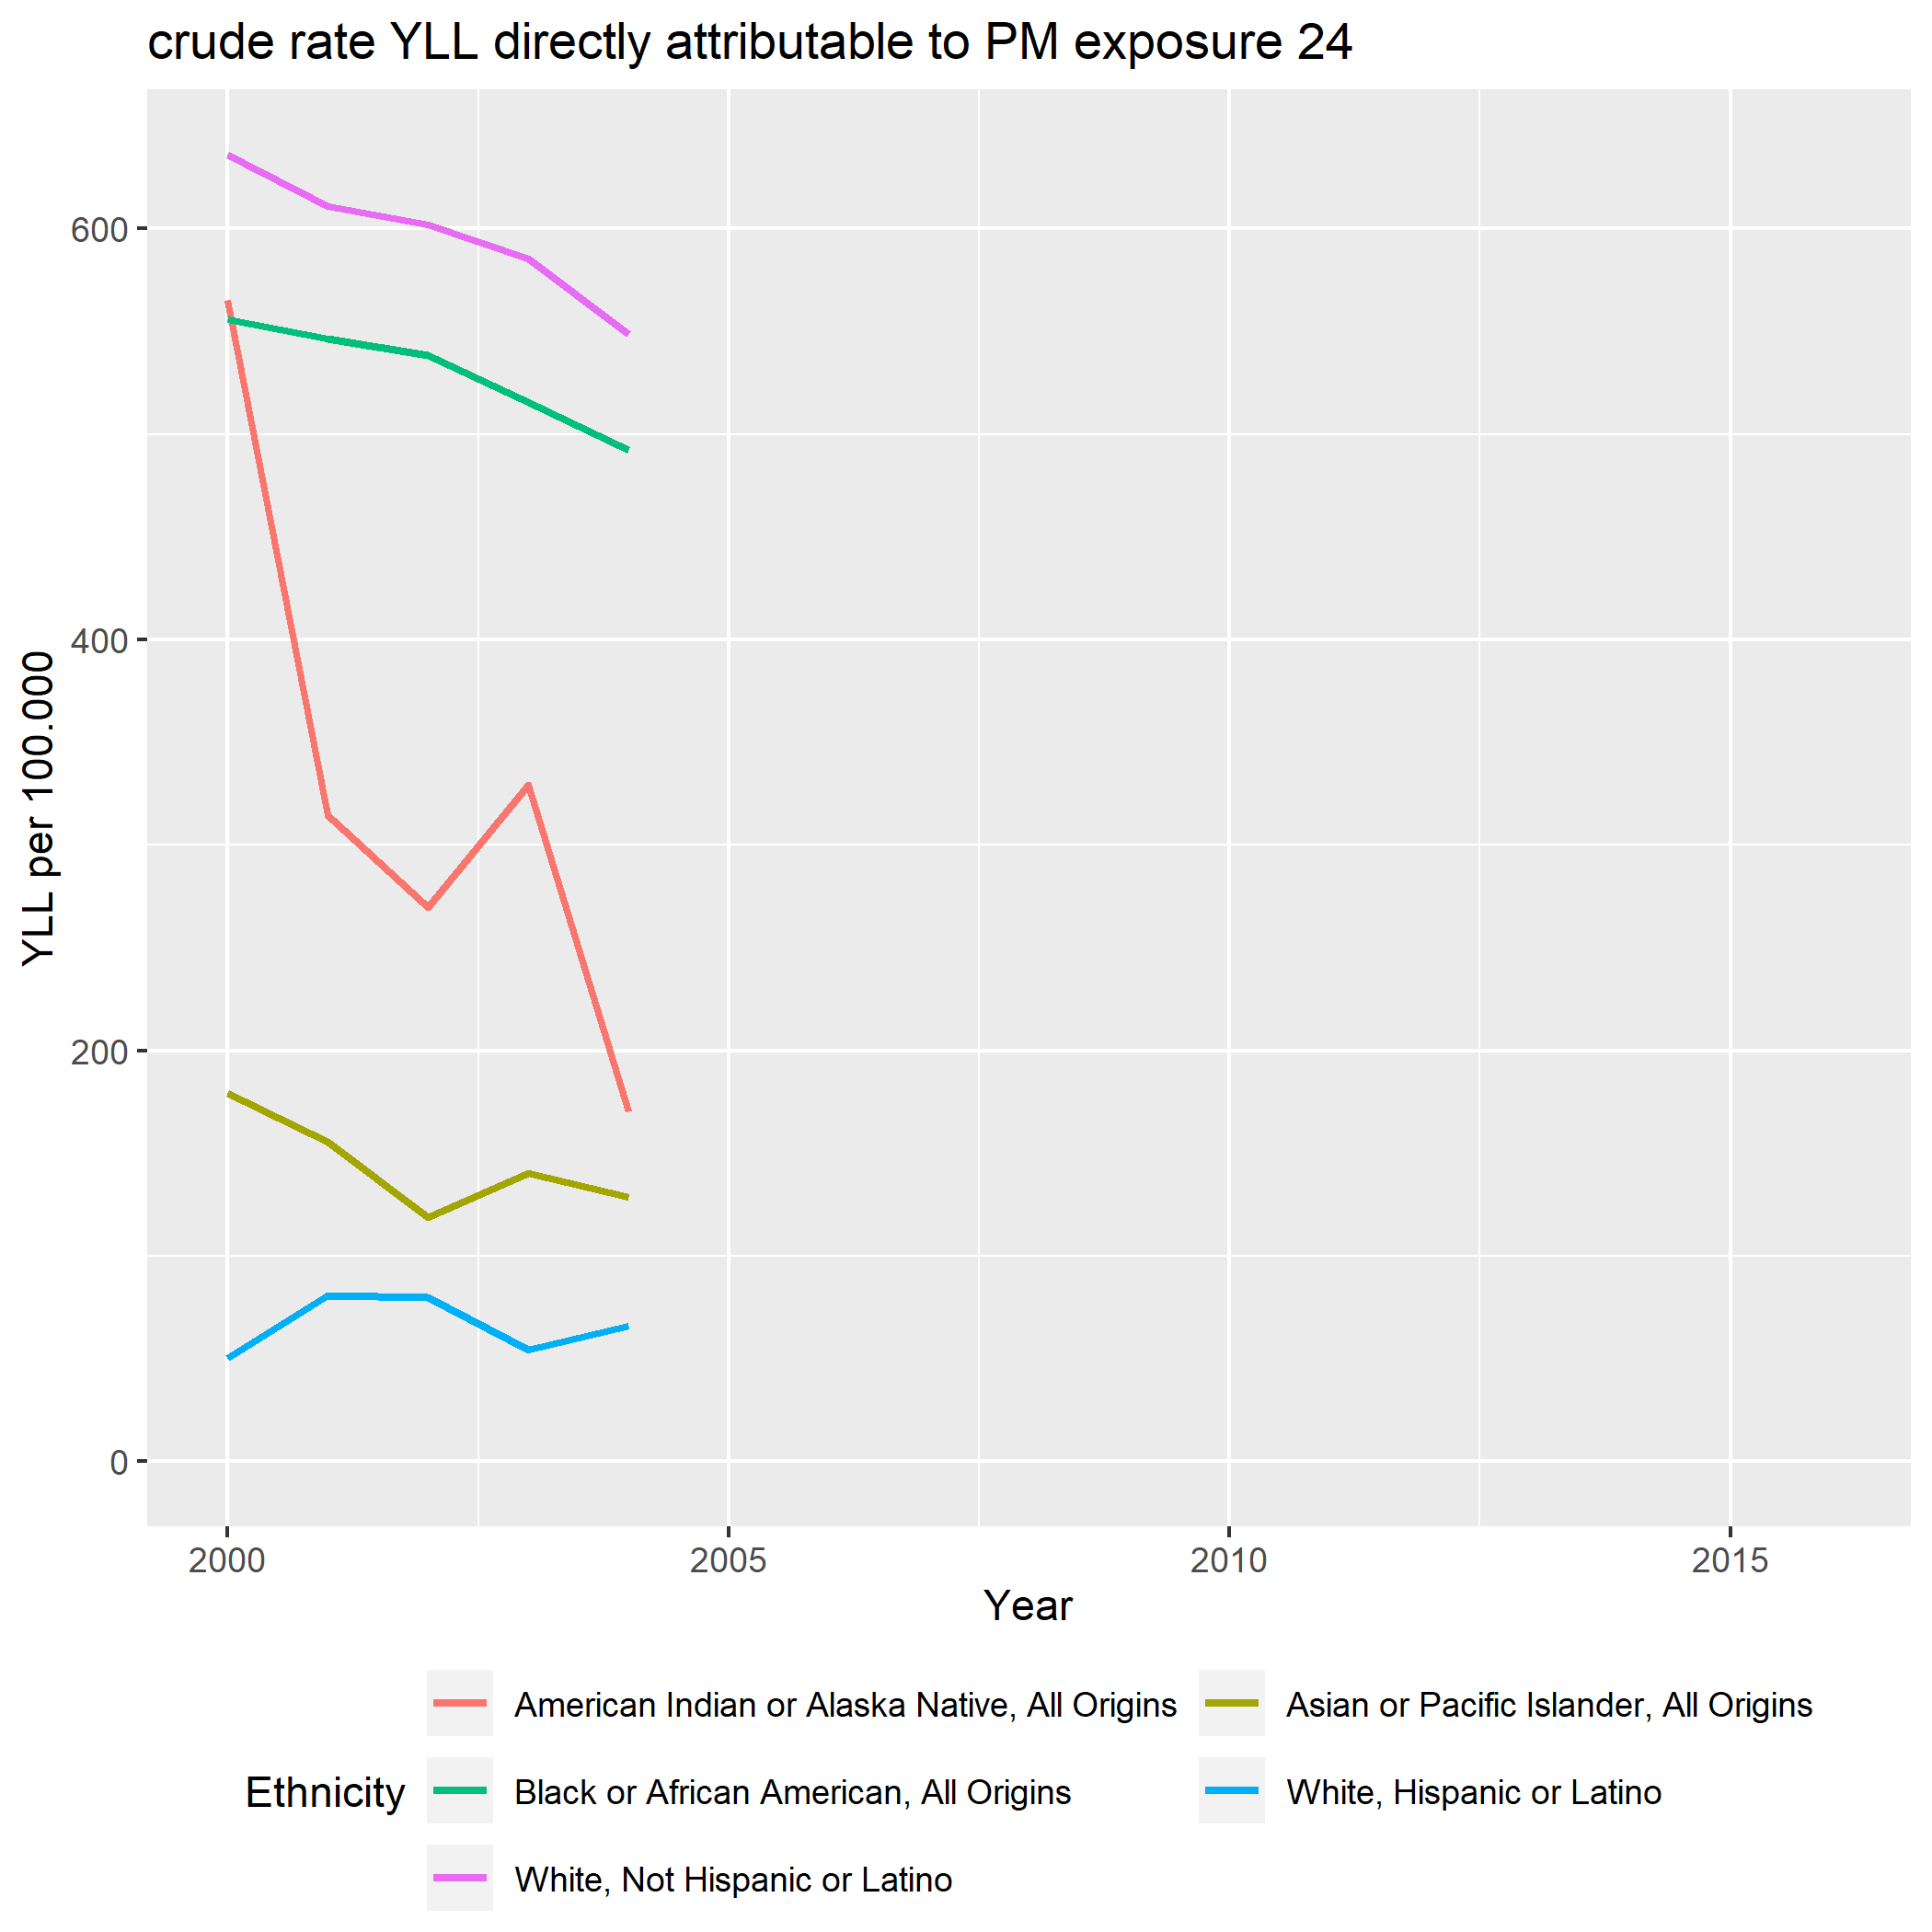 crude rate YLL directly attributable to PM exposure 24
YLL per 100.000
600
400
200
0
2000 2005 2010 2015
Year
Ethnicity
American Indian or Alaska Native, All Origins
Asian or Pacific Islander, All Origins
Black or African American, All Origins
White, Hispanic or Latino
White, Not Hispanic or Latino